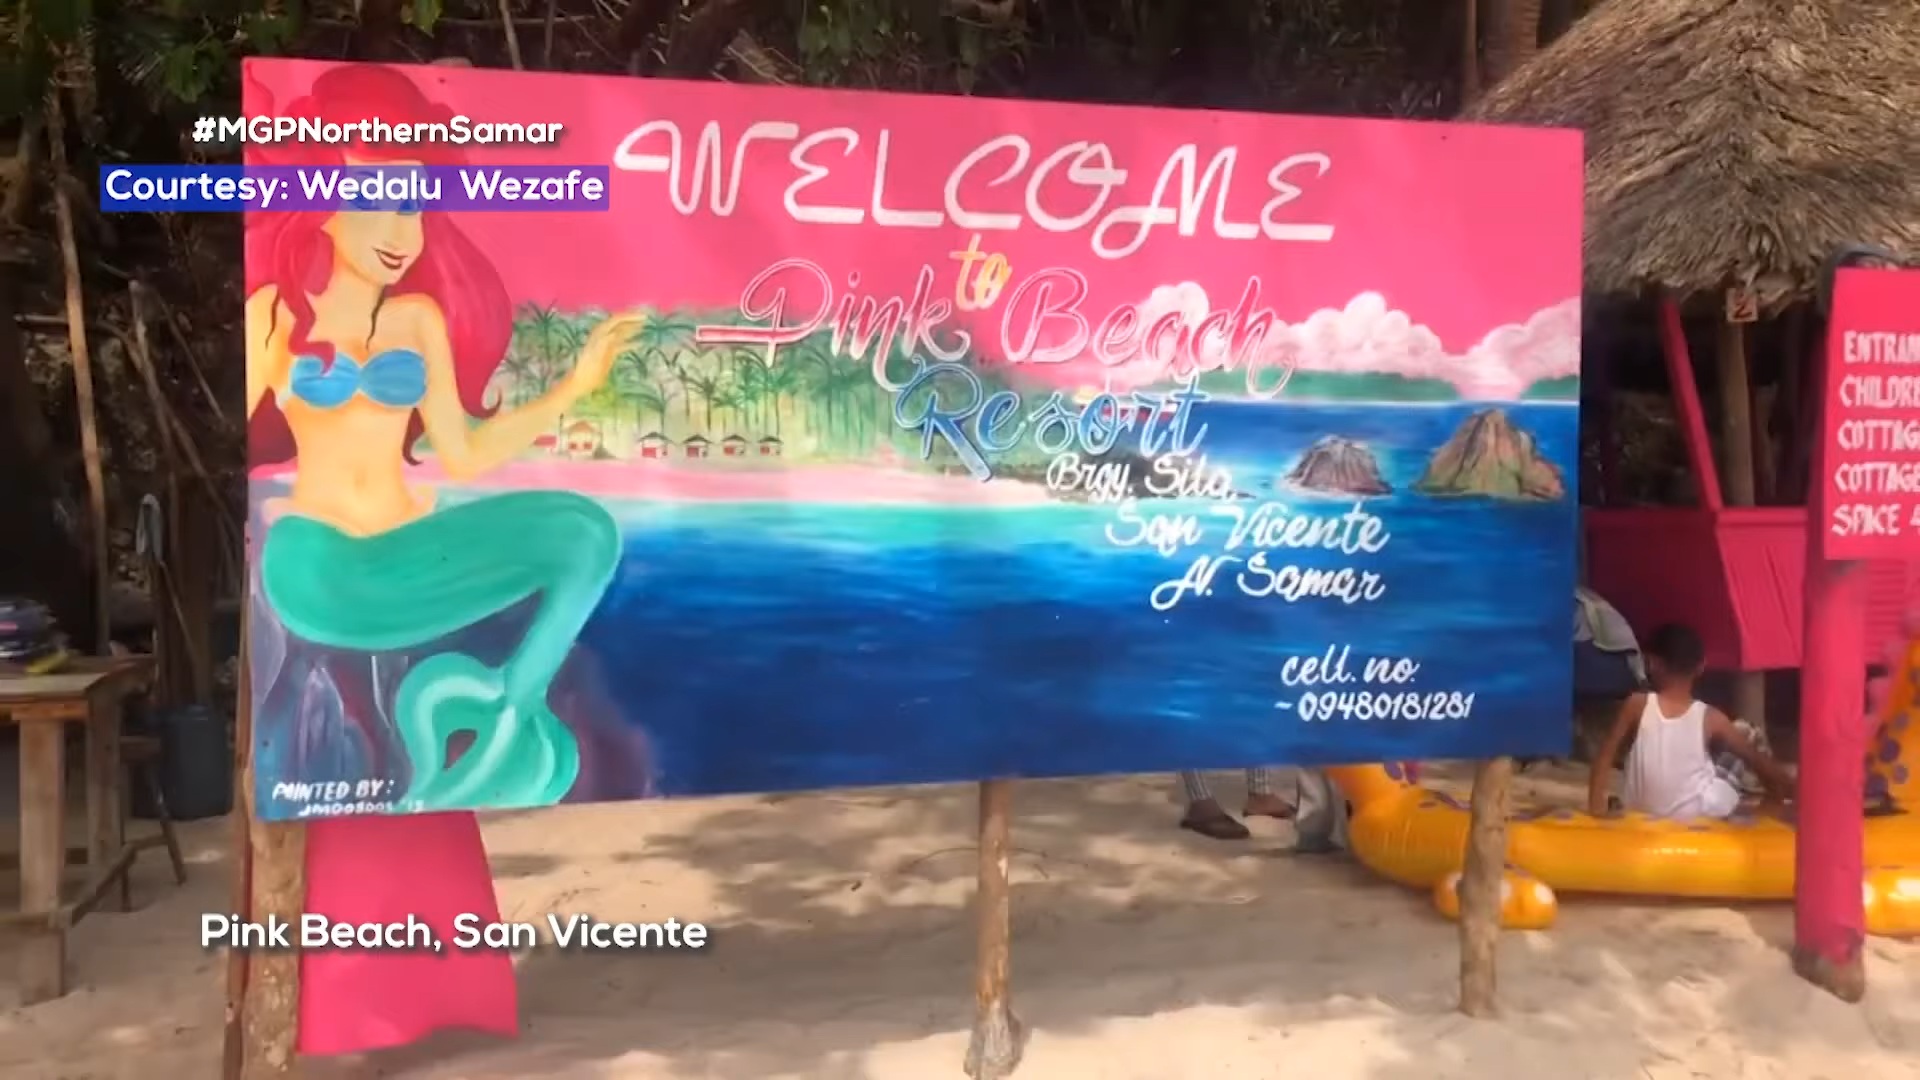 #MGPNorthernSamar
Courtesy: Wedalu Wezafe
WELCOME
to
Pink Beach
Resort
Brgy. Sila
San Vicente
N. Samar
cell. no.
-09480181281
PAINTED BY:
Pink Beach, San Vicente
SPACE